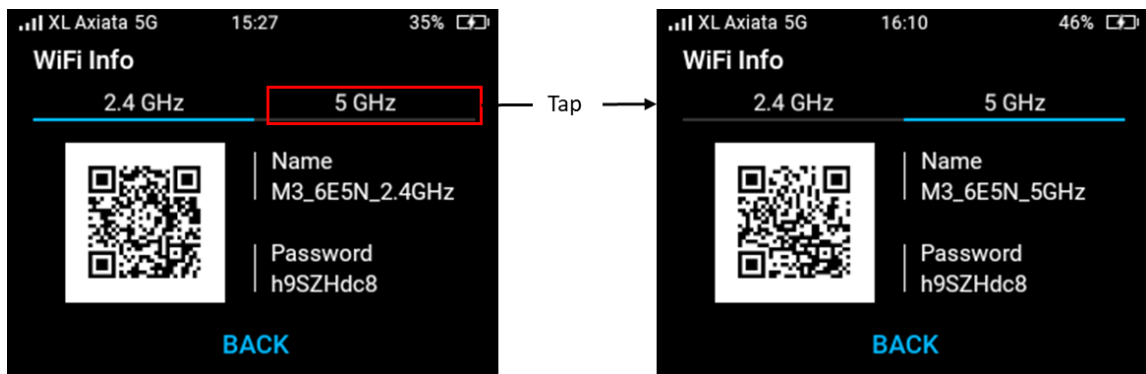 XL Axiata 5G 15:27 35%
WiFi Info
2.4 GHz 5 GHz
Name
M3_6E5N_2.4GHz
Password
h9SZHdc8
BACK
Tap
XL Axiata 5G 16:10 46%
WiFi Info
2.4 GHz 5 GHz
Name
M3_6E5N_5GHz
Password
h9SZHdc8
BACK